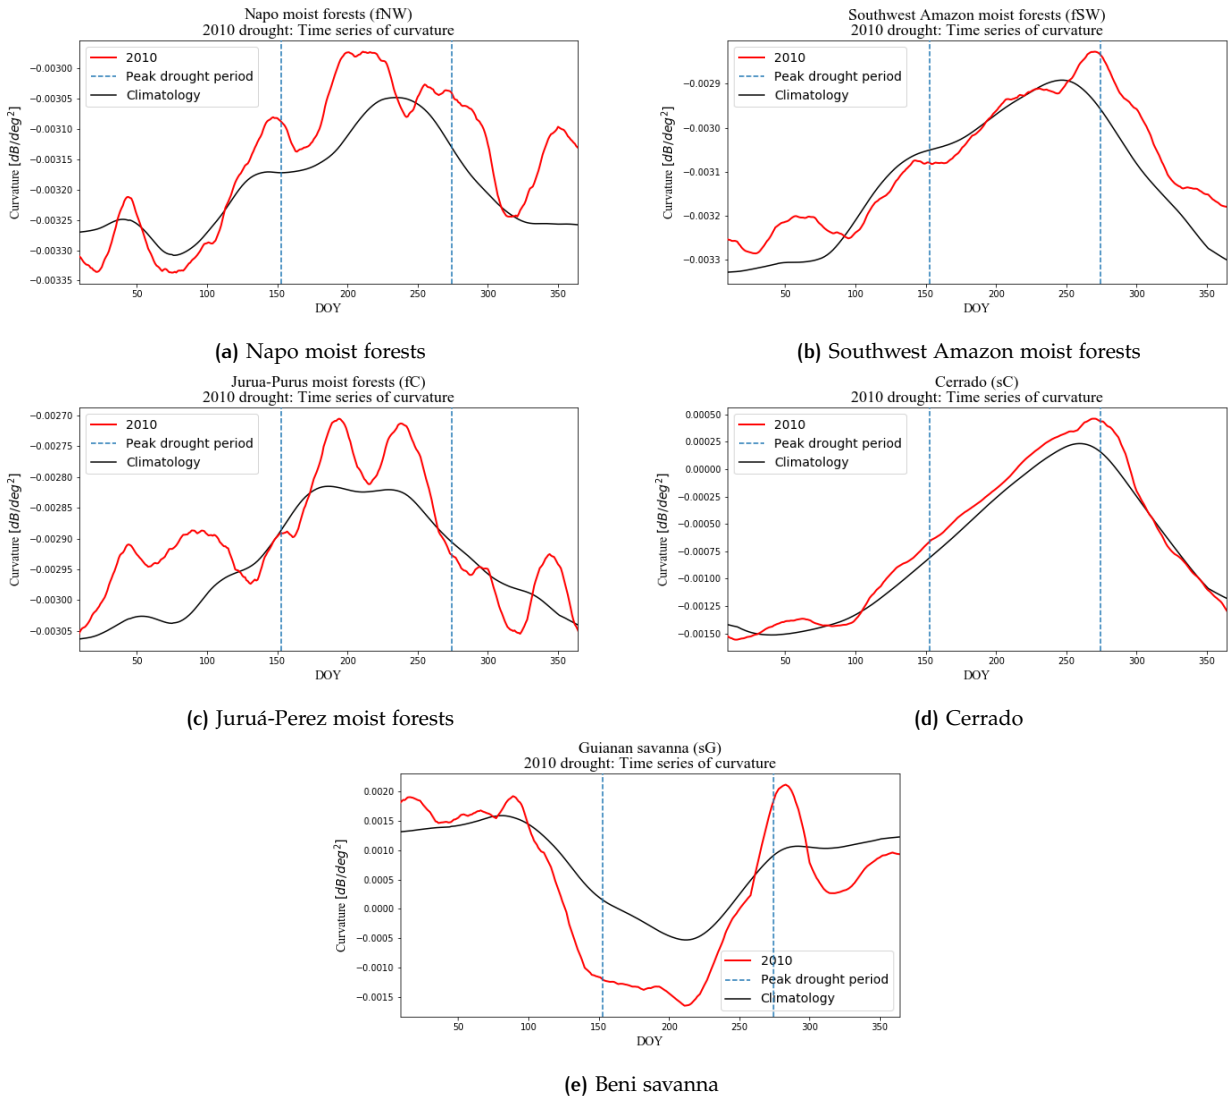 Napo moist forests (fNW)
2010 drought: Time series of curvature
2010
Peak drought period
Climatology
−0.00300
−0.00305
−0.00310
−0.00315
−0.00320
−0.00325
−0.00330
−0.00335
Curvature [dB/deg²]
50 100 150 200 250 300 350
DOY
(a) Napo moist forests
Southwest Amazon moist forests (fSW)
2010 drought: Time series of curvature
2010
Peak drought period
Climatology
−0.0029
−0.0030
−0.0031
−0.0032
−0.0033
Curvature [dB/deg²]
50 100 150 200 250 300 350
DOY
(b) Southwest Amazon moist forests
Jurua-Purus moist forests (fC)
2010 drought: Time series of curvature
2010
Peak drought period
Climatology
−0.00270
−0.00275
−0.00280
−0.00285
−0.00290
−0.00295
−0.00300
−0.00305
Curvature [dB/deg²]
50 100 150 200 250 300 350
DOY
(c) Juruá-Perez moist forests
Cerrado (sC)
2010 drought: Time series of curvature
2010
Peak drought period
Climatology
0.00050
0.00025
0.00000
−0.00025
−0.00050
−0.00075
−0.00100
−0.00125
−0.00150
Curvature [dB/deg²]
50 100 150 200 250 300 350
DOY
(d) Cerrado
Guianan savanna (sG)
2010 drought: Time series of curvature
0.0020
0.0015
0.0010
0.0005
0.0000
−0.0005
−0.0010
−0.0015
Curvature [dB/deg²]
2010
Peak drought period
Climatology
50 100 150 200 250 300 350
DOY
(e) Beni savanna